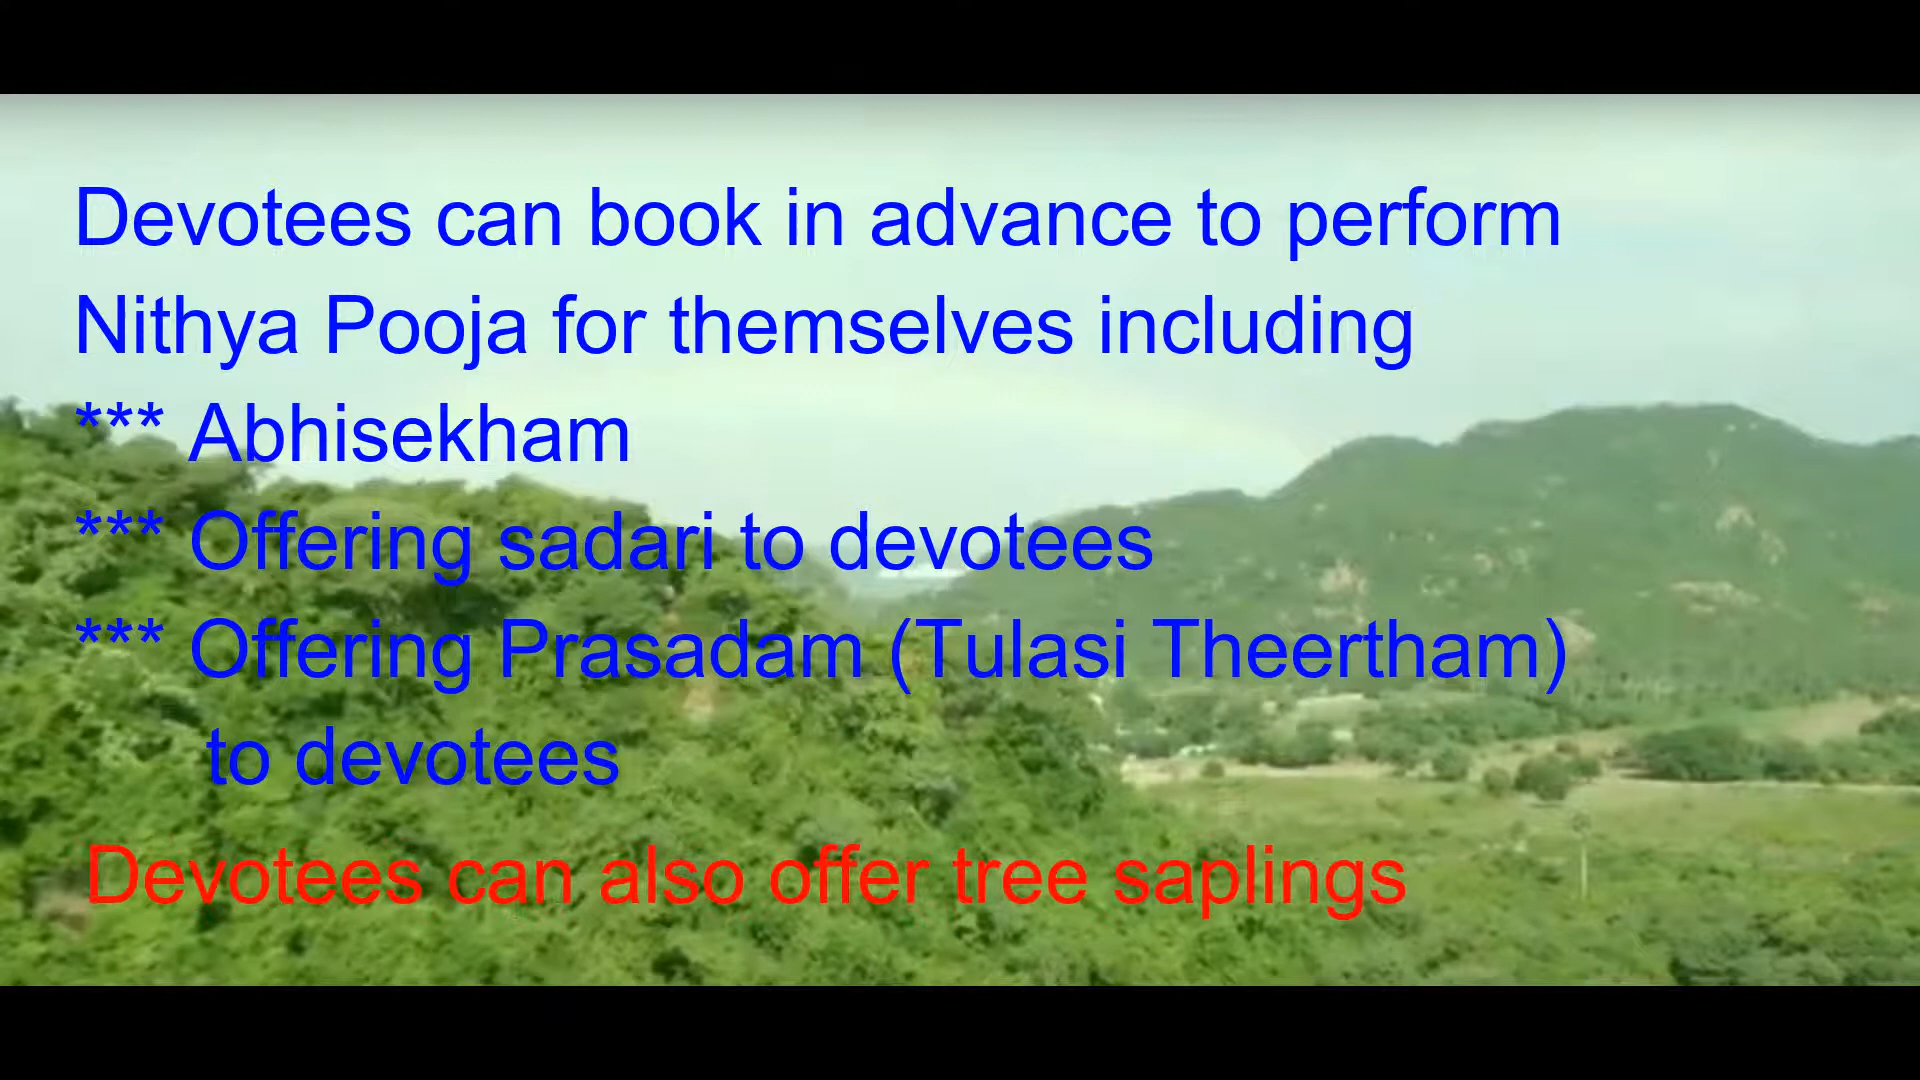 Devotees can book in advance to perform
Nithya Pooja for themselves including
*** Abhisekham
*** Offering sadari to devotees
*** Offering Prasadam (Tulasi Theertham)
to devotees
Devotees can also offer tree saplings